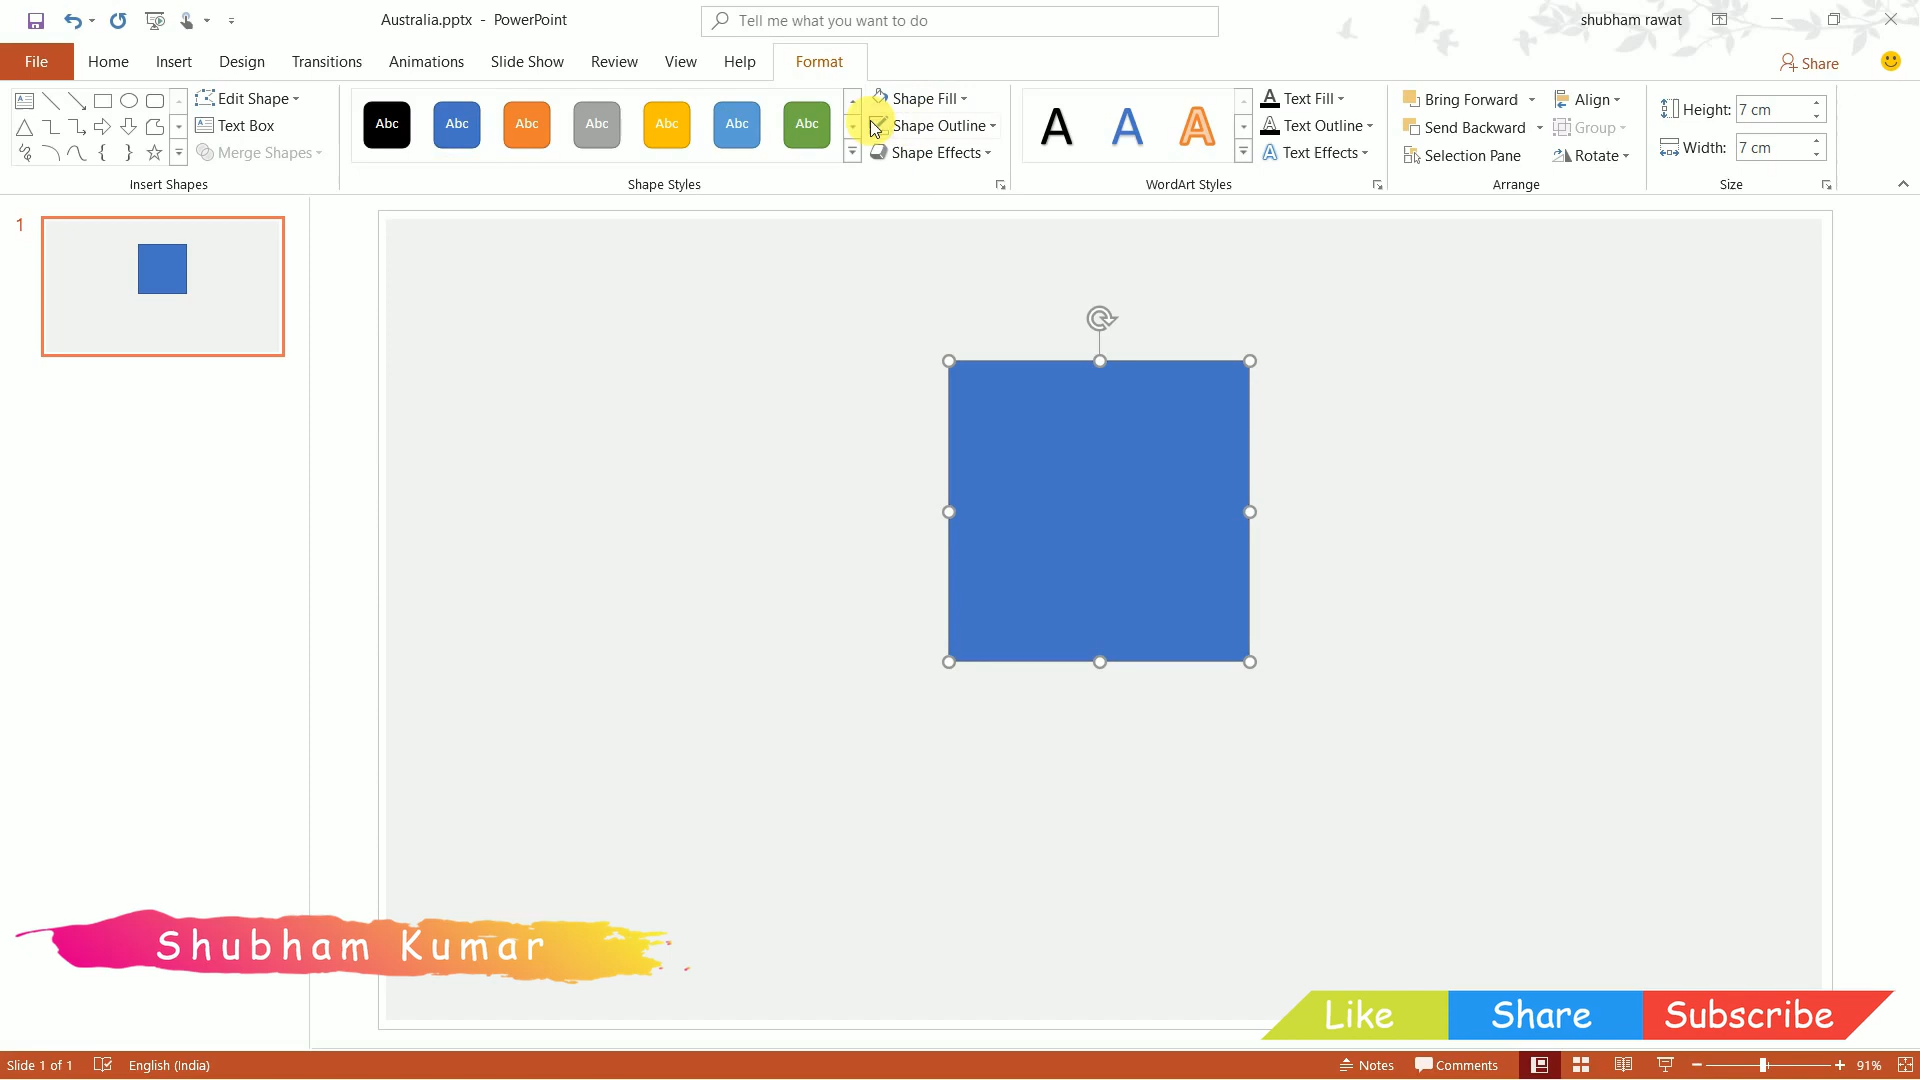 Australia.pptx - PowerPoint
Tell me what you want to do
shubham rawat
File
Home
Insert
Design
Transitions
Animations
Slide Show
Review
View
Help
Format
Share
Edit Shape
Text Box
Merge Shapes
Insert Shapes
Abc
Abc
Abc
Abc
Abc
Abc
Abc
Shape Styles
Shape Fill
Shape Outline
Shape Effects
A
A
A
WordArt Styles
Text Fill
Text Outline
Text Effects
Bring Forward
Send Backward
Selection Pane
Align
Group
Rotate
Arrange
Height: 7 cm
Width: 7 cm
Size
1
Shubham Kumar
Like
Share
Subscribe
Slide 1 of 1
English (India)
Notes
Comments
91%